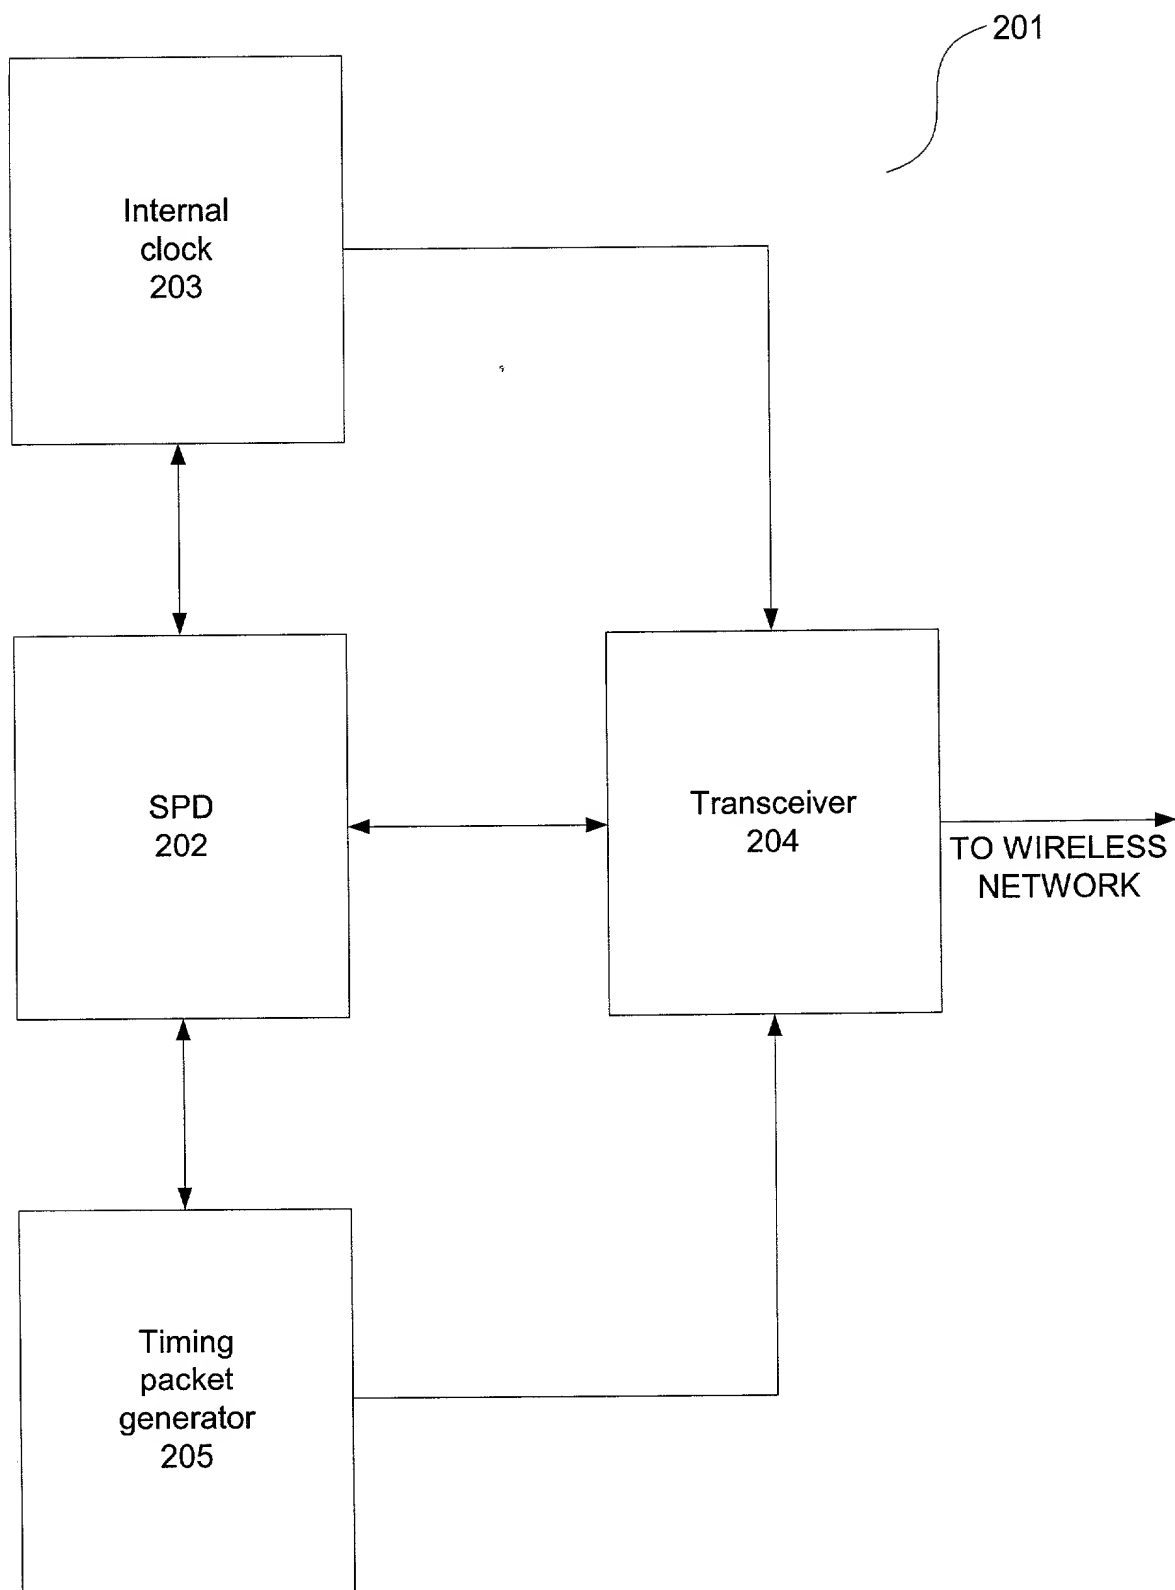 201
Internal
clock
203
SPD
202
Transceiver
204
TO WIRELESS
NETWORK
Timing
packet
generator
205